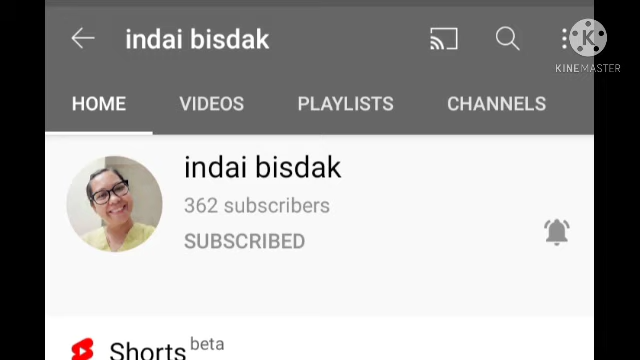 indai bisdak
KINEMASTER
HOME VIDEOS PLAYLISTS CHANNELS
indai bisdak
362 subscribers
SUBSCRIBED
Shorts beta